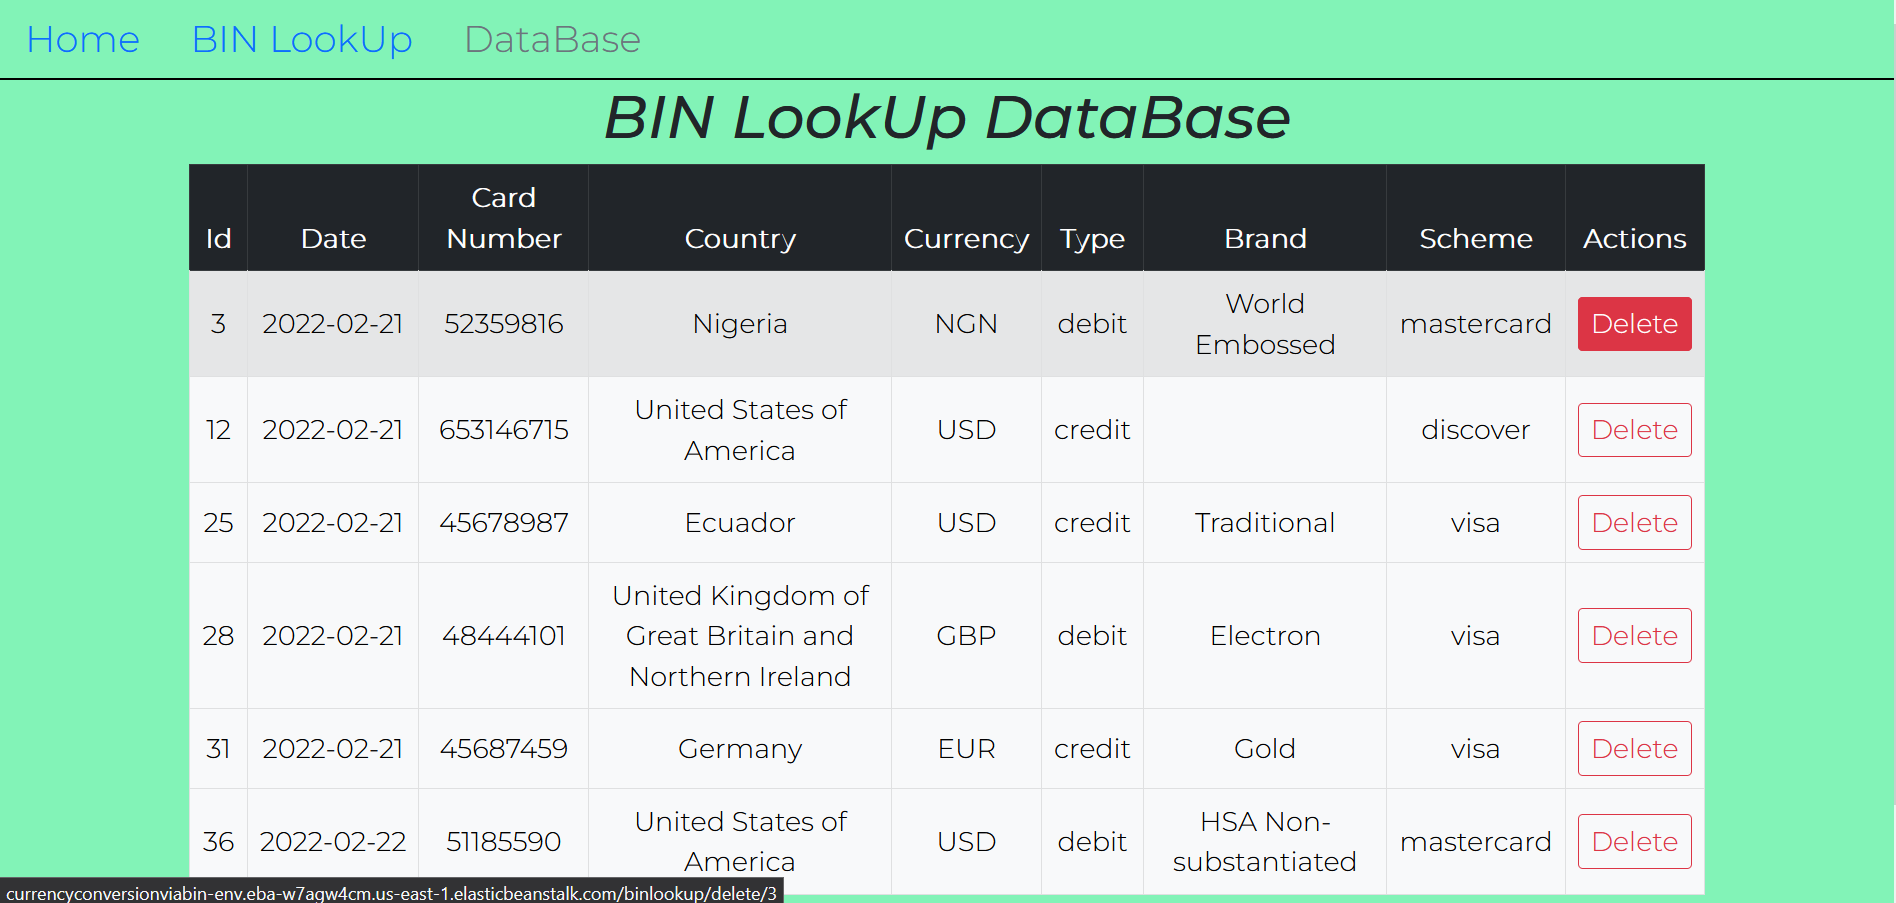 Home BIN LookUp DataBase
BIN LookUp DataBase
Id Date Card Number Country Currency Type Brand Scheme Actions
3 2022-02-21 52359816 Nigeria NGN debit World Embossed mastercard Delete
12 2022-02-21 653146715 United States of America USD credit discover Delete
25 2022-02-21 45678987 Ecuador USD credit Traditional visa Delete
28 2022-02-21 48444101 United Kingdom of Great Britain and Northern Ireland GBP debit Electron visa Delete
31 2022-02-21 45687459 Germany EUR credit Gold visa Delete
36 2022-02-22 51185590 United States of America USD debit HSA Non-substantiated mastercard Delete
currencyconversionviabin-env.eba-w7agw4cm.us-east-1.elasticbeanstalk.com/binlookup/delete/3